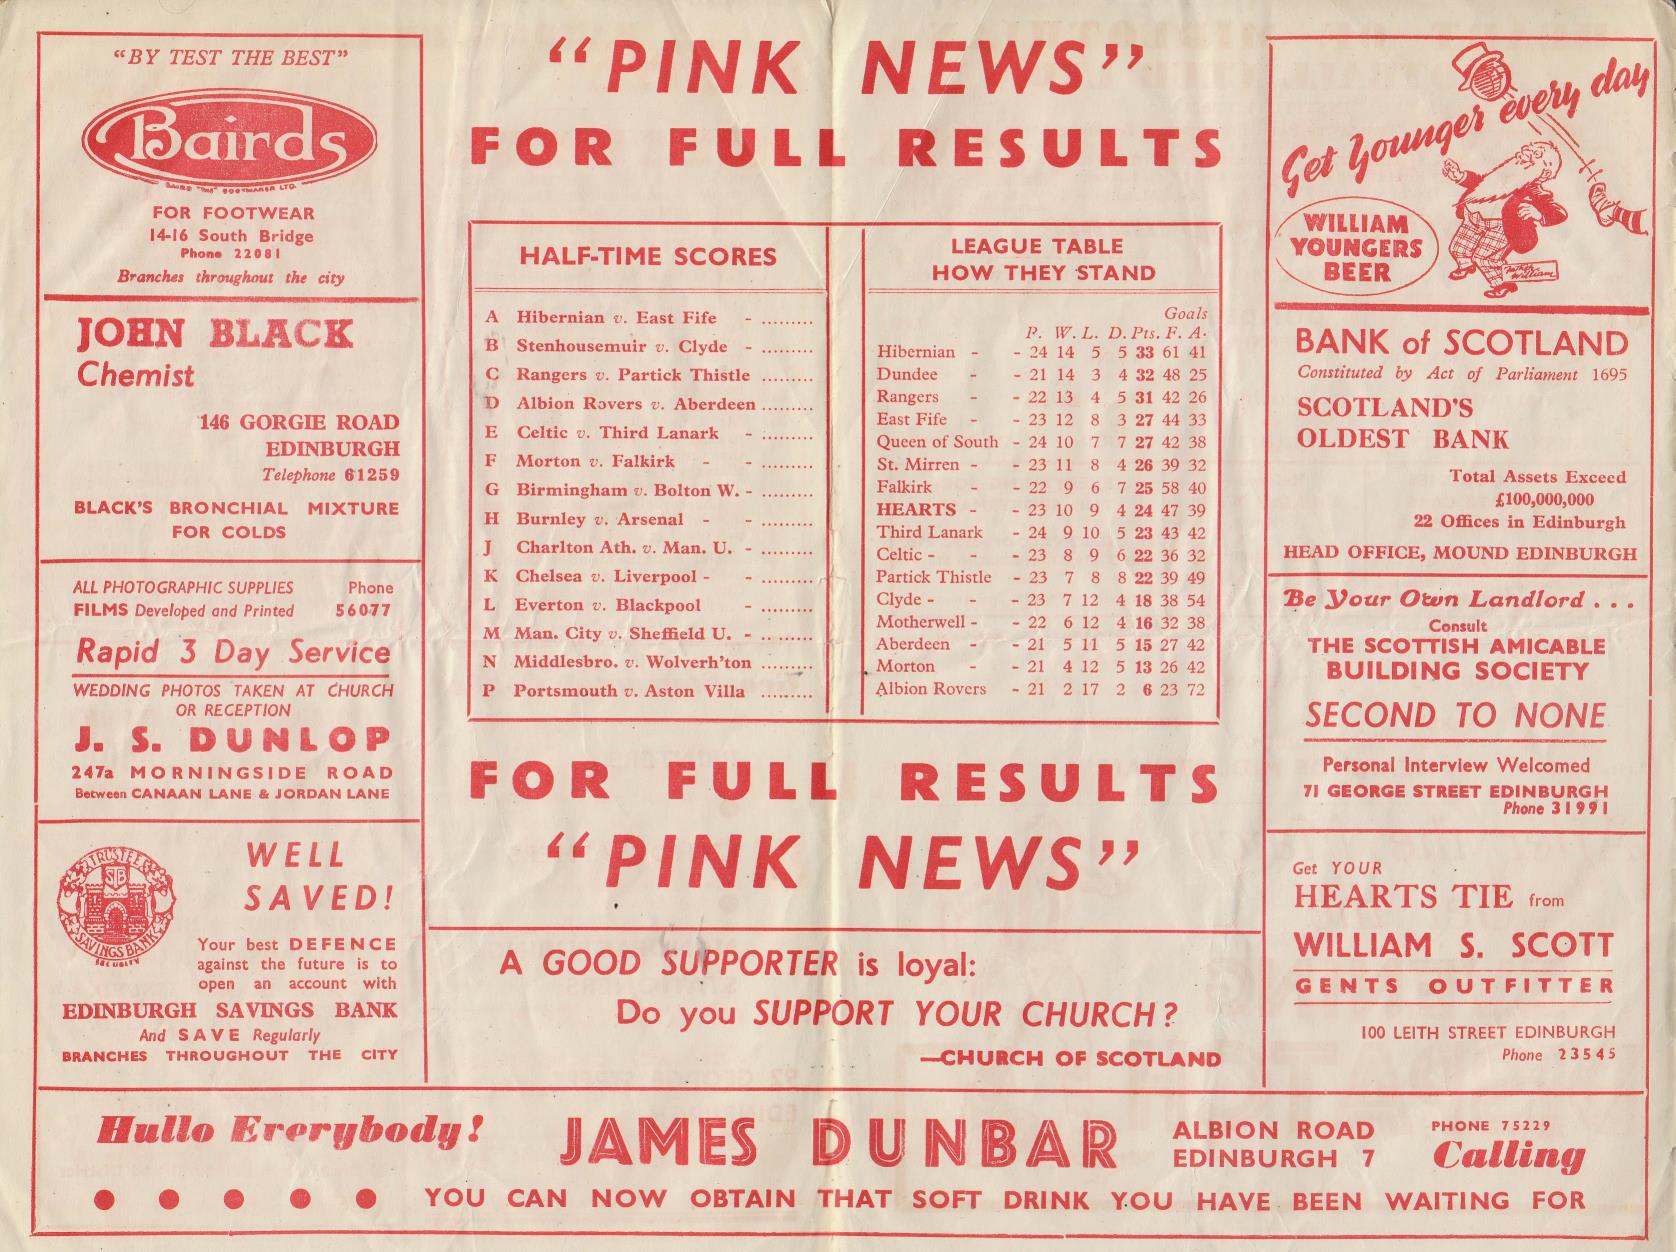 "BY TEST THE BEST"
Bairds
BAIRD "THE" BOOTMAKER LTD.
FOR FOOTWEAR
14-16 South Bridge
Phone 22081
Branches throughout the city
JOHN BLACK
Chemist
146 GORGIE ROAD
EDINBURGH
Telephone 61259
BLACK'S BRONCHIAL MIXTURE
FOR COLDS
ALL PHOTOGRAPHIC SUPPLIES Phone
FILMS Developed and Printed 56077
Rapid 3 Day Service
WEDDING PHOTOS TAKEN AT CHURCH
OR RECEPTION
J. S. DUNLOP
247a MORNINGSIDE ROAD
Between CANAAN LANE & JORDAN LANE
TRUSTEE
SAVINGS BANK
STB
SECURITY
WELL
SAVED!
Your best DEFENCE
against the future is to
open an account with
EDINBURGH SAVINGS BANK
And SAVE Regularly
BRANCHES THROUGHOUT THE CITY
"PINK NEWS"
FOR FULL RESULTS
HALF-TIME SCORES
A Hibernian v. East Fife - .........
B Stenhousemuir v. Clyde - .........
C Rangers v. Partick Thistle .........
D Albion Rovers v. Aberdeen .........
E Celtic v. Third Lanark - .........
F Morton v. Falkirk - - .........
G Birmingham v. Bolton W. - .........
H Burnley v. Arsenal - - .........
J Charlton Ath. v. Man. U. - .........
K Chelsea v. Liverpool - - .........
L Everton v. Blackpool - .........
M Man. City v. Sheffield U. - .........
N Middlesbro. v. Wolverh'ton .........
P Portsmouth v. Aston Villa .........
LEAGUE TABLE
HOW THEY STAND
Goals
P. W. L. D. Pts. F. A.
Hibernian - - 24 14 5 5 33 61 41
Dundee - - 21 14 3 4 32 48 25
Rangers - - 22 13 4 5 31 42 26
East Fife - - 23 12 8 3 27 44 33
Queen of South - 24 10 7 7 27 42 38
St. Mirren - - 23 11 8 4 26 39 32
Falkirk - - 22 9 6 7 25 58 40
HEARTS - - 23 10 9 4 24 47 39
Third Lanark - 24 9 10 5 23 43 42
Celtic - - - 23 8 9 6 22 36 32
Partick Thistle - 23 7 8 8 22 39 49
Clyde - - - 23 7 12 4 18 38 54
Motherwell - - 22 6 12 4 16 32 38
Aberdeen - - 21 5 11 5 15 27 42
Morton - - 21 4 12 5 13 26 42
Albion Rovers - 21 2 17 2 6 23 72
FOR FULL RESULTS
"PINK NEWS"
A GOOD SUPPORTER is loyal:
Do you SUPPORT YOUR CHURCH?
—CHURCH OF SCOTLAND
Get Younger every day
WILLIAM
YOUNGERS
BEER
Father
William
BANK of SCOTLAND
Constituted by Act of Parliament 1695
SCOTLAND'S
OLDEST BANK
Total Assets Exceed
£100,000,000
22 Offices in Edinburgh
HEAD OFFICE, MOUND EDINBURGH
Be Your Own Landlord . . .
Consult
THE SCOTTISH AMICABLE
BUILDING SOCIETY
SECOND TO NONE
Personal Interview Welcomed
71 GEORGE STREET EDINBURGH
Phone 31991
Get YOUR
HEARTS TIE from
WILLIAM S. SCOTT
GENTS OUTFITTER
100 LEITH STREET EDINBURGH
Phone 23545
Hullo Everybody! JAMES DUNBAR ALBION ROAD PHONE 75229
EDINBURGH 7 Calling
● ● ● ● ● YOU CAN NOW OBTAIN THAT SOFT DRINK YOU HAVE BEEN WAITING FOR